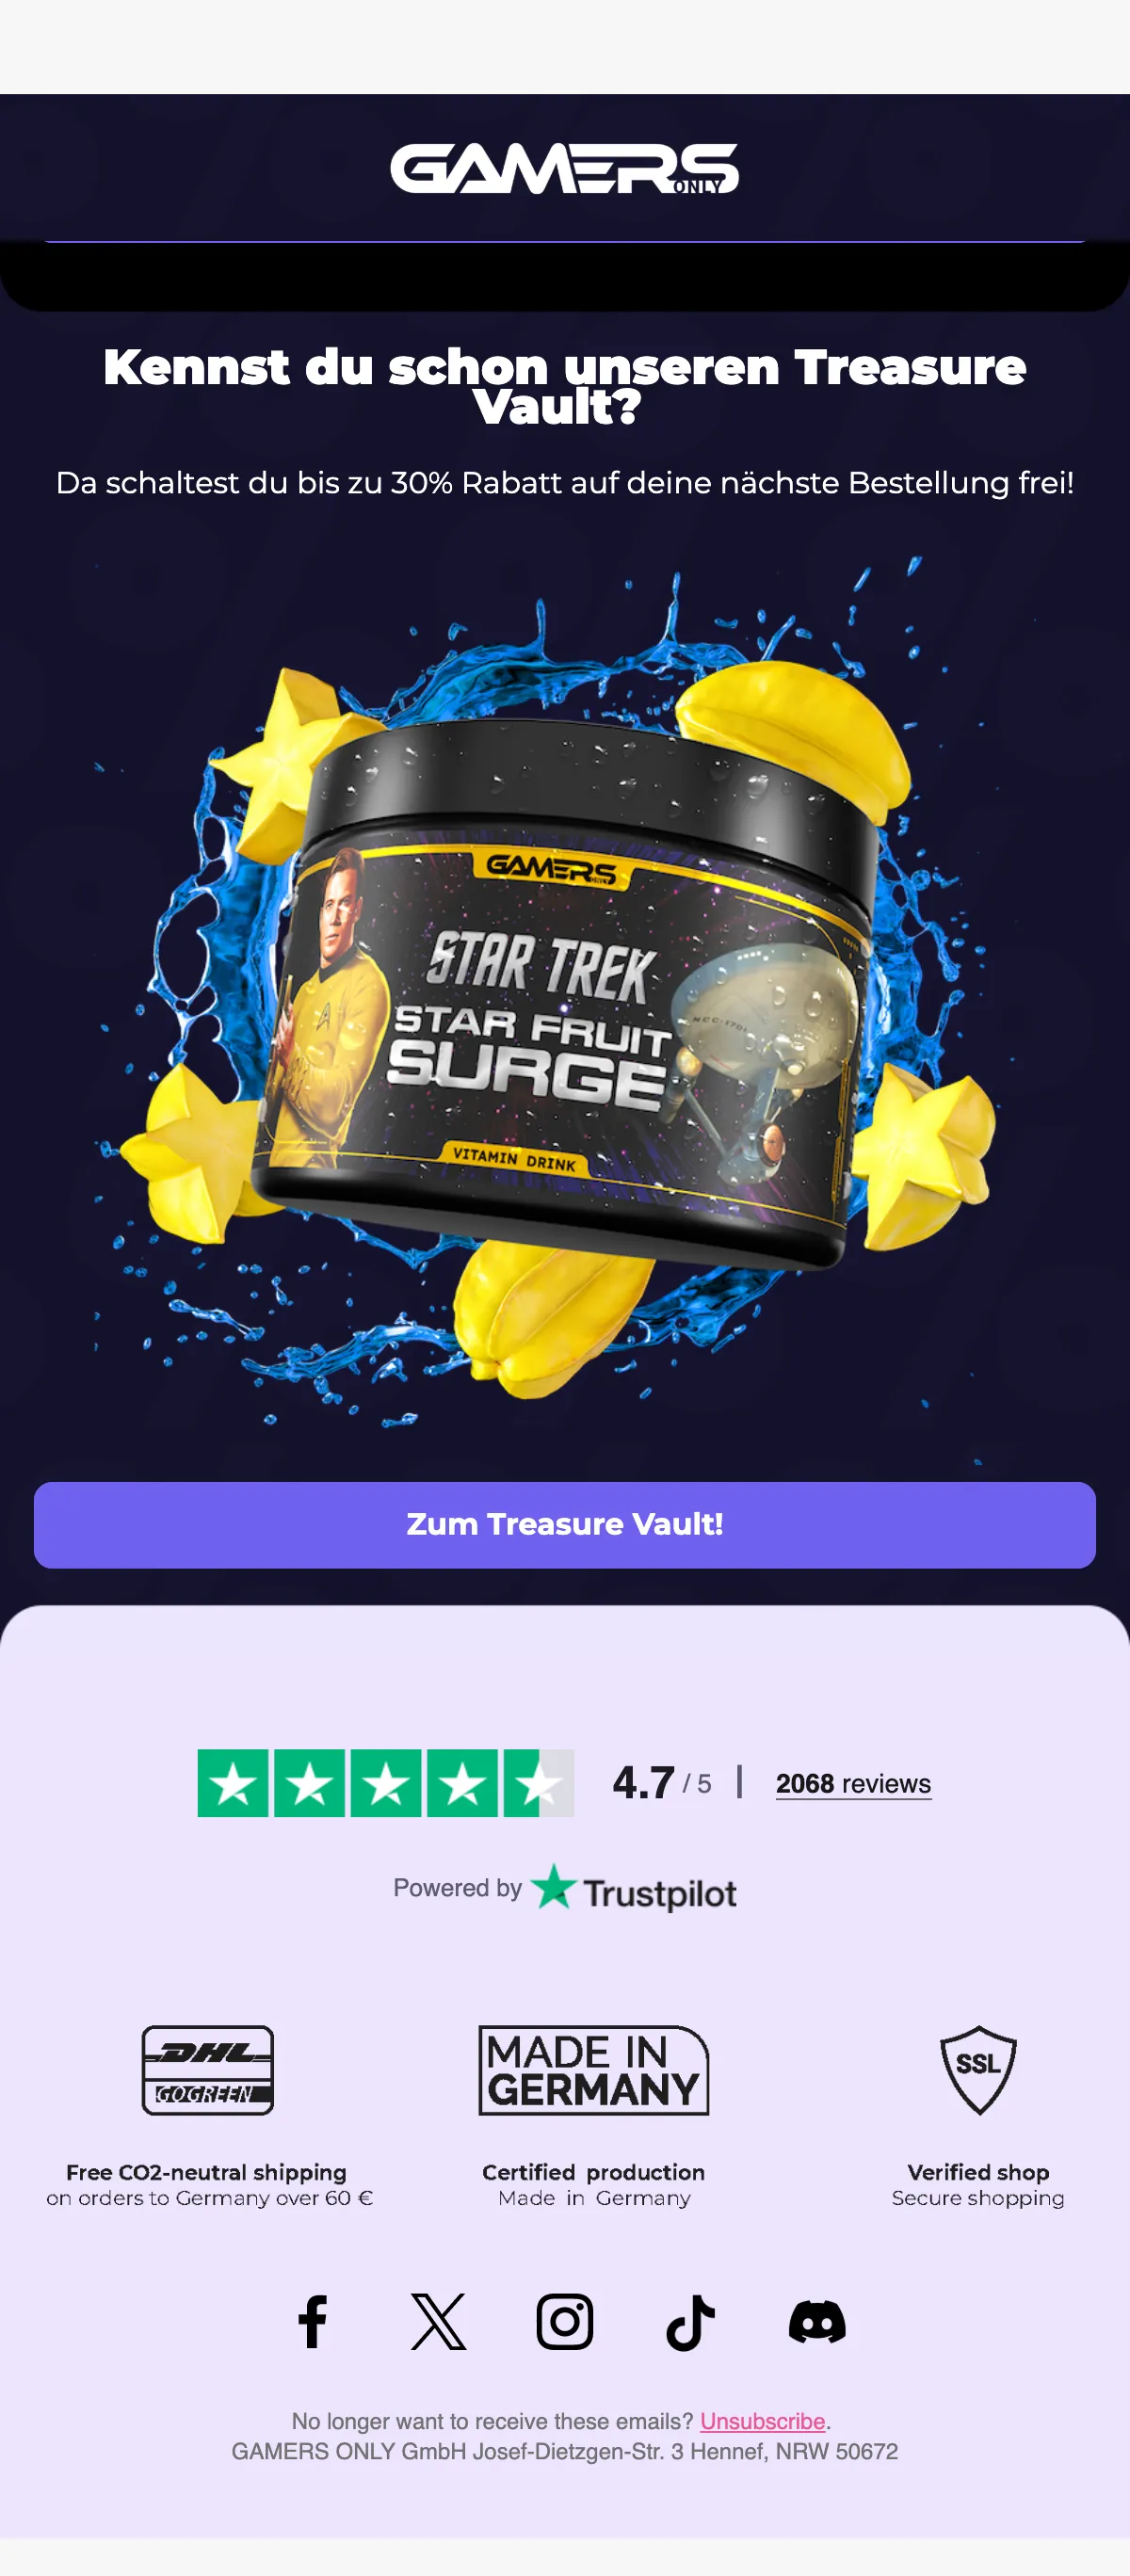 GAMERS
ONLY
Kennst du schon unseren Treasure
Vault?
Da schaltest du bis zu 30% Rabatt auf deine nächste Bestellung frei!
GAMERS
ONLY
STAR TREK
STAR FRUIT
SURGE
NCC-1701
VITAMIN DRINK
Zum Treasure Vault!
4.7 / 5 | 2068 reviews
Powered by Trustpilot
DHL
GOGREEN
MADE IN
GERMANY
SSL
Free CO2-neutral shipping
on orders to Germany over 60 €
Certified production
Made in Germany
Verified shop
Secure shopping
No longer want to receive these emails? Unsubscribe.
GAMERS ONLY GmbH Josef-Dietzgen-Str. 3 Hennef, NRW 50672